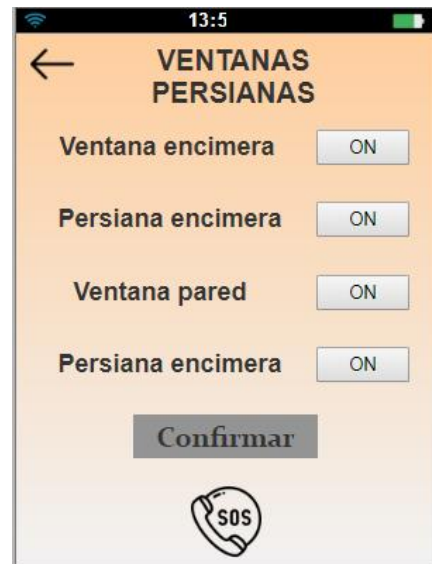 13:5
VENTANAS
PERSIANAS
Ventana encimera ON
Persiana encimera ON
Ventana pared ON
Persiana encimera ON
Confirmar
SOS